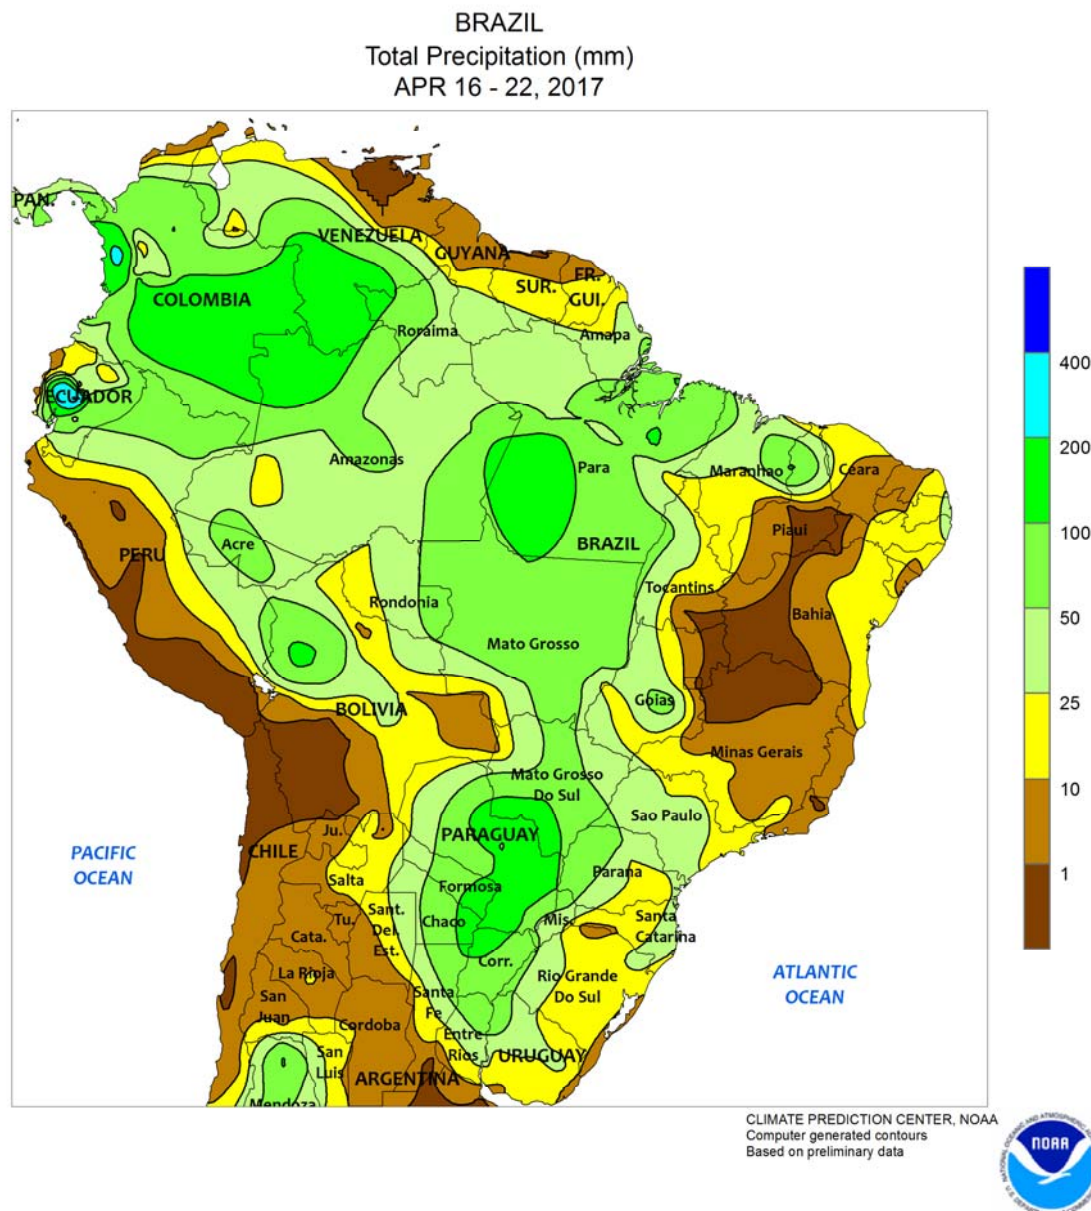 BRAZIL
Total Precipitation (mm)
APR 16 - 22, 2017
PAN.
VENEZUELA
GUYANA
FR.
SUR.
GUI.
COLOMBIA
Roraima
Amapa
400
ECUADOR
200
Amazonas
Para
Maranhao
Ceara
100
PERU
Acre
BRAZIL
Piaui
Tocantins
Rondonia
Bahia
50
Mato Grosso
Goias
25
BOLIVIA
Minas Gerais
Mato Grosso
Do Sul
10
Sao Paulo
Ju.
PARAGUAY
CHILE
PACIFIC
OCEAN
Parana
1
Salta
Formosa
Sant.
Del.
Est.
Tu.
Chaco
Mis.
Santa
Catarina
Cata.
Corr.
La Rioja
Rio Grande
Do Sul
ATLANTIC
OCEAN
San
Juan
Santa
Fe
Cordoba
Entre
Rios
URUGUAY
San
Luis
ARGENTINA
Mendoza
CLIMATE PREDICTION CENTER, NOAA
Computer generated contours
Based on preliminary data
NOAA